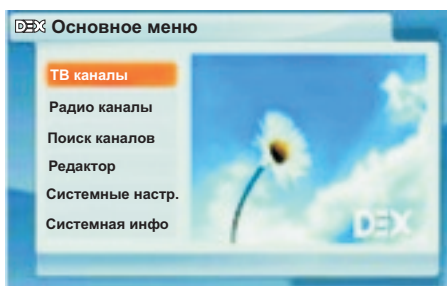 DEX Основное меню
ТВ каналы
Радио каналы
Поиск каналов
Редактор
Системные настр.
Системная инфо
DEX